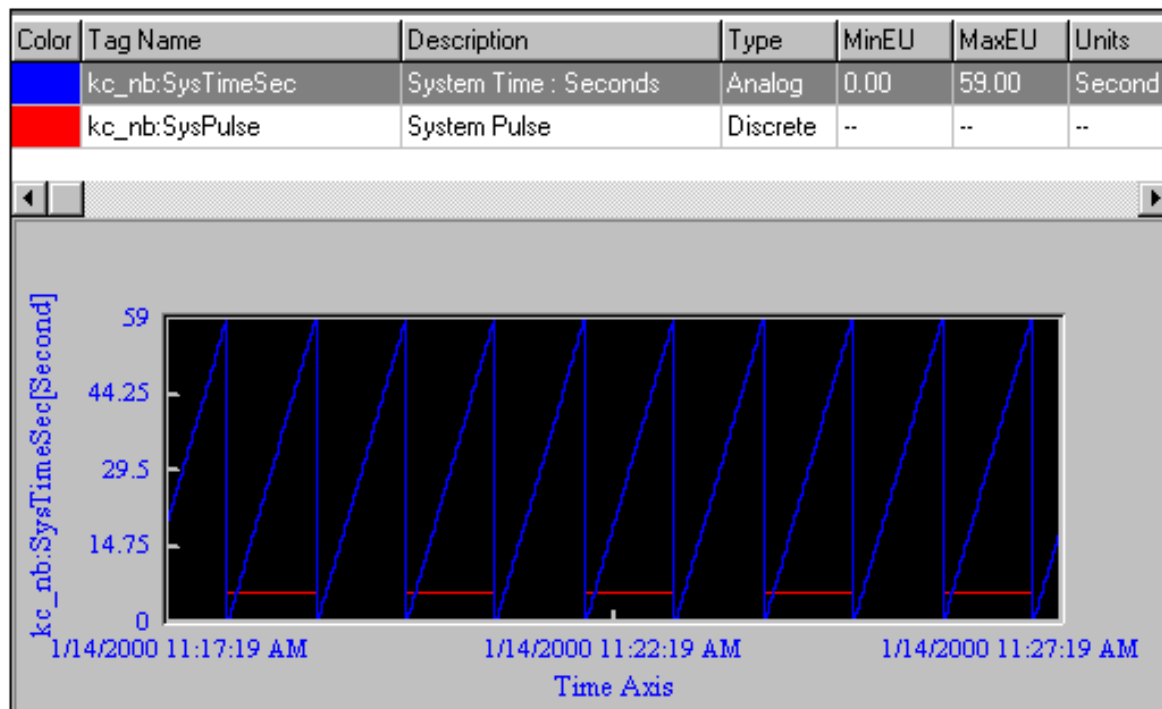 Color Tag Name Description Type MinEU MaxEU Units
kc_nb:SysTimeSec System Time : Seconds Analog 0.00 59.00 Second
kc_nb:SysPulse System Pulse Discrete -- -- --
kc_nb:SysTimeSec[Second]
59
44.25
29.5
14.75
0
1/14/2000 11:17:19 AM 1/14/2000 11:22:19 AM 1/14/2000 11:27:19 AM
Time Axis